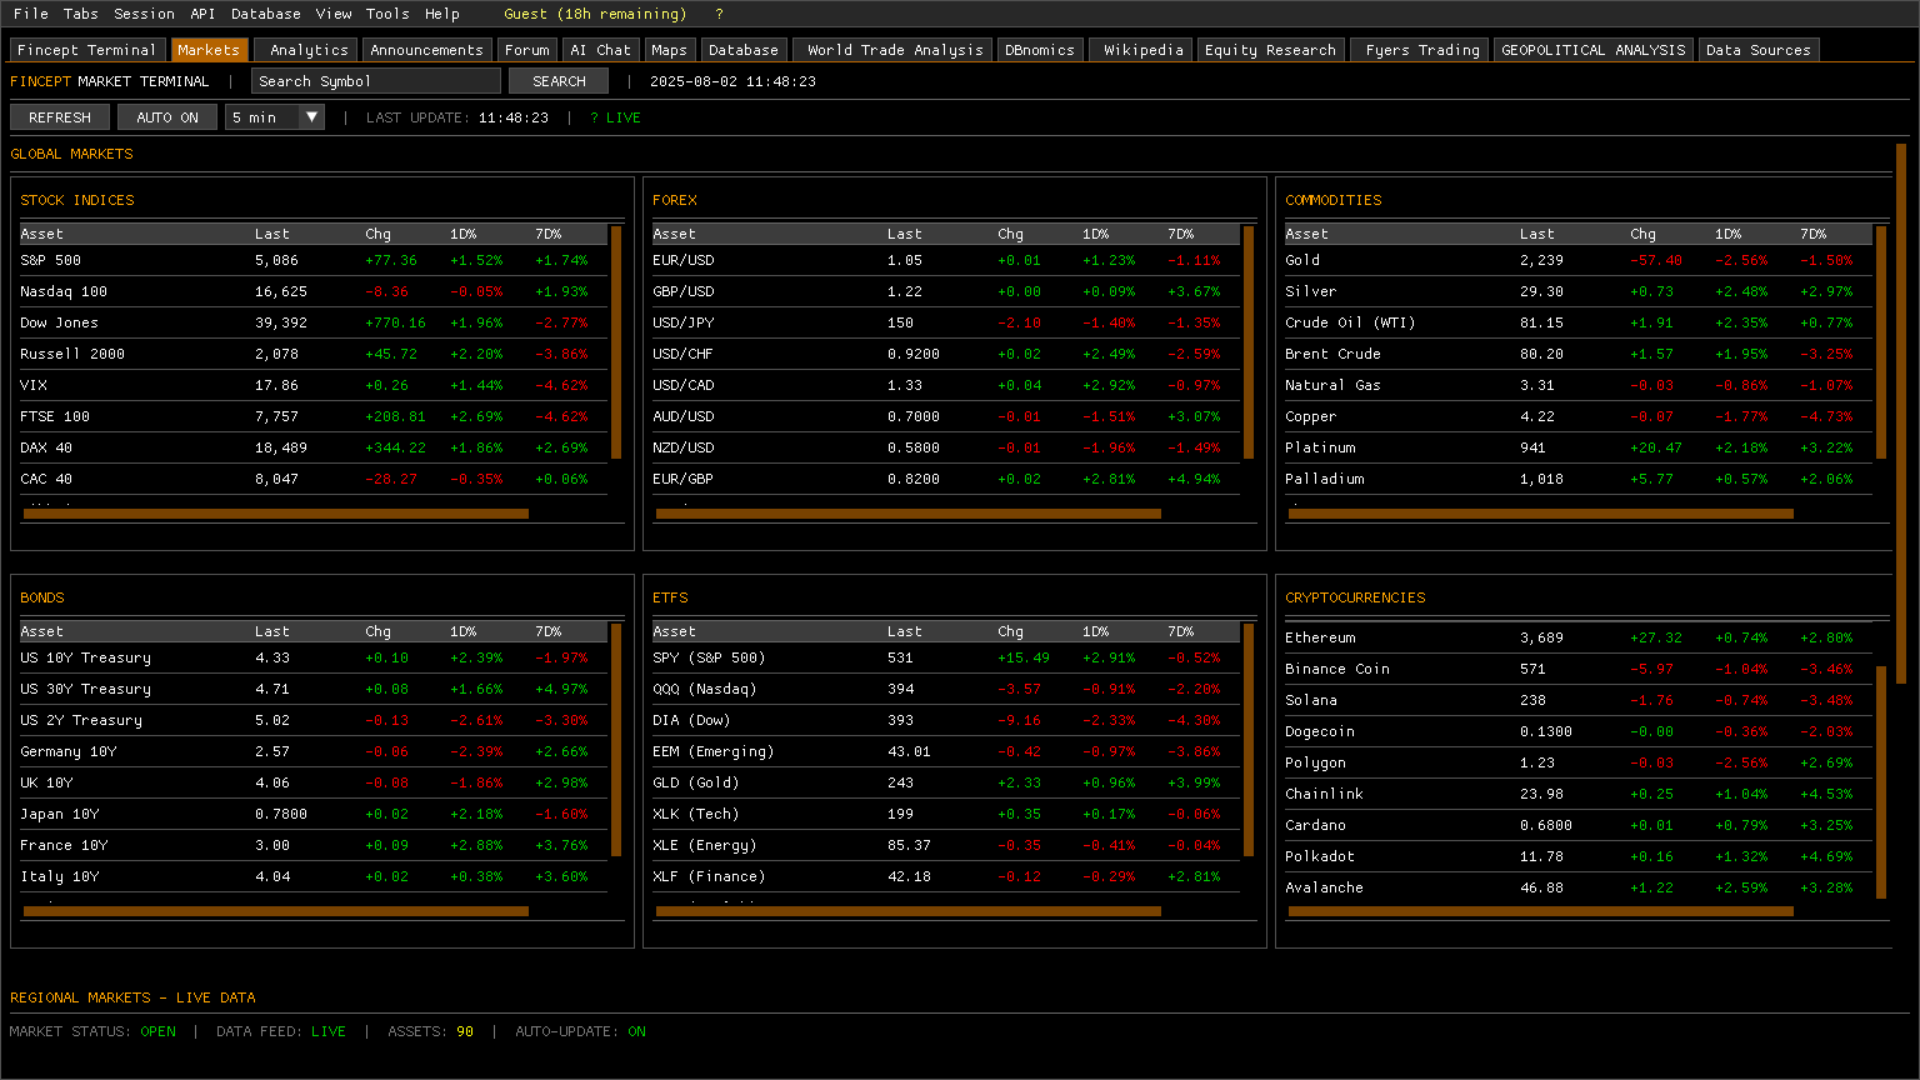 File Tabs Session API Database View Tools Help Guest (18h remaining) ?
Fincept Terminal Markets Analytics Announcements Forum AI Chat Maps Database World Trade Analysis DBnomics Wikipedia Equity Research Fyers Trading GEOPOLITICAL ANALYSIS Data Sources
FINCEPT MARKET TERMINAL | Search Symbol SEARCH | 2025-08-02 11:48:23
REFRESH AUTO ON 5 min ▼ | LAST UPDATE: 11:48:23 | ? LIVE
GLOBAL MARKETS
STOCK INDICES
Asset Last Chg 1D% 7D%
S&P 500 5,086 +77.36 +1.52% +1.74%
Nasdaq 100 16,625 -8.36 -0.05% +1.93%
Dow Jones 39,392 +770.16 +1.96% -2.77%
Russell 2000 2,078 +45.72 +2.20% -3.86%
VIX 17.86 +0.26 +1.44% -4.62%
FTSE 100 7,757 +208.81 +2.69% -4.62%
DAX 40 18,489 +344.22 +1.86% +2.69%
CAC 40 8,047 -28.27 -0.35% +0.06%
FOREX
Asset Last Chg 1D% 7D%
EUR/USD 1.05 +0.01 +1.23% -1.11%
GBP/USD 1.22 +0.00 +0.09% +3.67%
USD/JPY 150 -2.10 -1.40% -1.35%
USD/CHF 0.9200 +0.02 +2.49% -2.59%
USD/CAD 1.33 +0.04 +2.92% -0.97%
AUD/USD 0.7000 -0.01 -1.51% +3.07%
NZD/USD 0.5800 -0.01 -1.96% -1.49%
EUR/GBP 0.8200 +0.02 +2.81% +4.94%
COMMODITIES
Asset Last Chg 1D% 7D%
Gold 2,239 -57.40 -2.56% -1.50%
Silver 29.30 +0.73 +2.48% +2.97%
Crude Oil (WTI) 81.15 +1.91 +2.35% +0.77%
Brent Crude 80.20 +1.57 +1.95% -3.25%
Natural Gas 3.31 -0.03 -0.86% -1.07%
Copper 4.22 -0.07 -1.77% -4.73%
Platinum 941 +20.47 +2.18% +3.22%
Palladium 1,018 +5.77 +0.57% +2.06%
BONDS
Asset Last Chg 1D% 7D%
US 10Y Treasury 4.33 +0.10 +2.39% -1.97%
US 30Y Treasury 4.71 +0.08 +1.66% +4.97%
US 2Y Treasury 5.02 -0.13 -2.61% -3.30%
Germany 10Y 2.57 -0.06 -2.39% +2.66%
UK 10Y 4.06 -0.08 -1.86% +2.98%
Japan 10Y 0.7800 +0.02 +2.18% -1.60%
France 10Y 3.00 +0.09 +2.88% +3.76%
Italy 10Y 4.04 +0.02 +0.38% +3.60%
ETFS
Asset Last Chg 1D% 7D%
SPY (S&P 500) 531 +15.49 +2.91% -0.52%
QQQ (Nasdaq) 394 -3.57 -0.91% -2.20%
DIA (Dow) 393 -9.16 -2.33% -4.30%
EEM (Emerging) 43.01 -0.42 -0.97% -3.86%
GLD (Gold) 243 +2.33 +0.96% +3.99%
XLK (Tech) 199 +0.35 +0.17% -0.06%
XLE (Energy) 85.37 -0.35 -0.41% -0.04%
XLF (Finance) 42.18 -0.12 -0.29% +2.81%
CRYPTOCURRENCIES
Ethereum 3,689 +27.32 +0.74% +2.80%
Binance Coin 571 -5.97 -1.04% -3.46%
Solana 238 -1.76 -0.74% -3.48%
Dogecoin 0.1300 -0.00 -0.36% -2.03%
Polygon 1.23 -0.03 -2.56% +2.69%
Chainlink 23.98 +0.25 +1.04% +4.53%
Cardano 0.6800 +0.01 +0.79% +3.25%
Polkadot 11.78 +0.16 +1.32% +4.69%
Avalanche 46.88 +1.22 +2.59% +3.28%
REGIONAL MARKETS - LIVE DATA
MARKET STATUS: OPEN | DATA FEED: LIVE | ASSETS: 90 | AUTO-UPDATE: ON